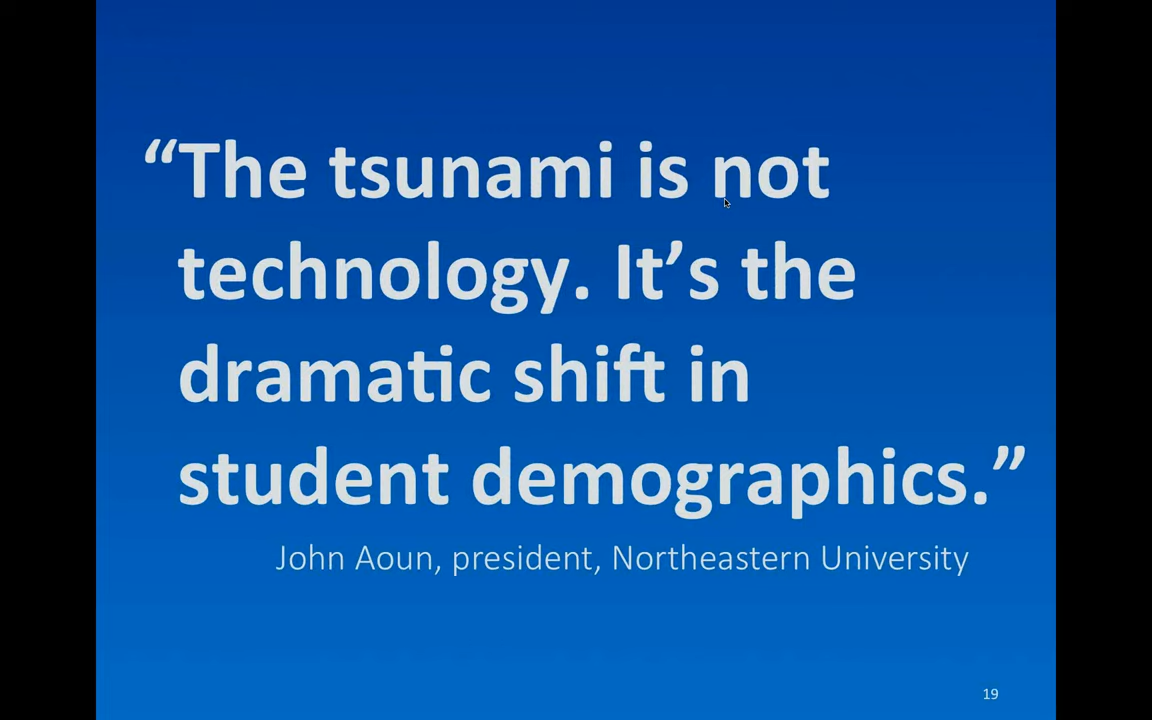 “The tsunami is not
technology. It’s the
dramatic shift in
student demographics.”
John Aoun, president, Northeastern University
19